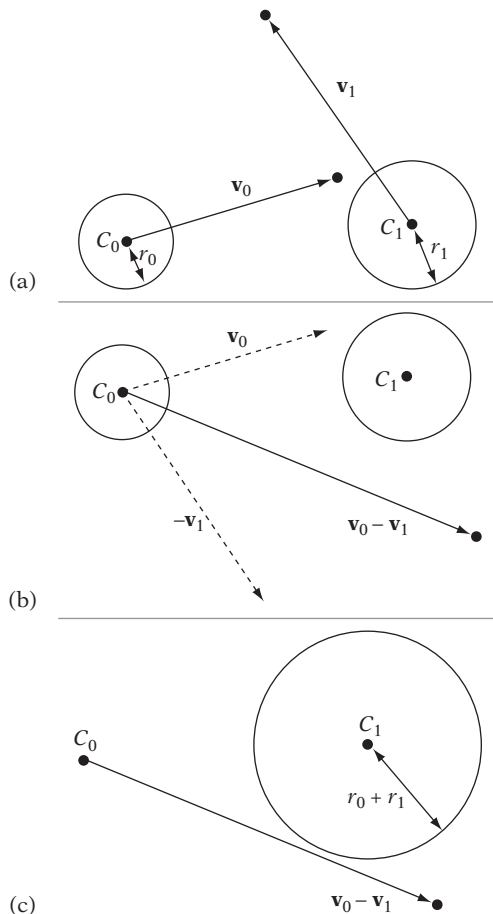 v₁
v₀
C₀
r₀
C₁
r₁
(a)
v₀
C₀
C₁
−v₁
v₀ − v₁
(b)
C₀
C₁
r₀ + r₁
v₀ − v₁
(c)